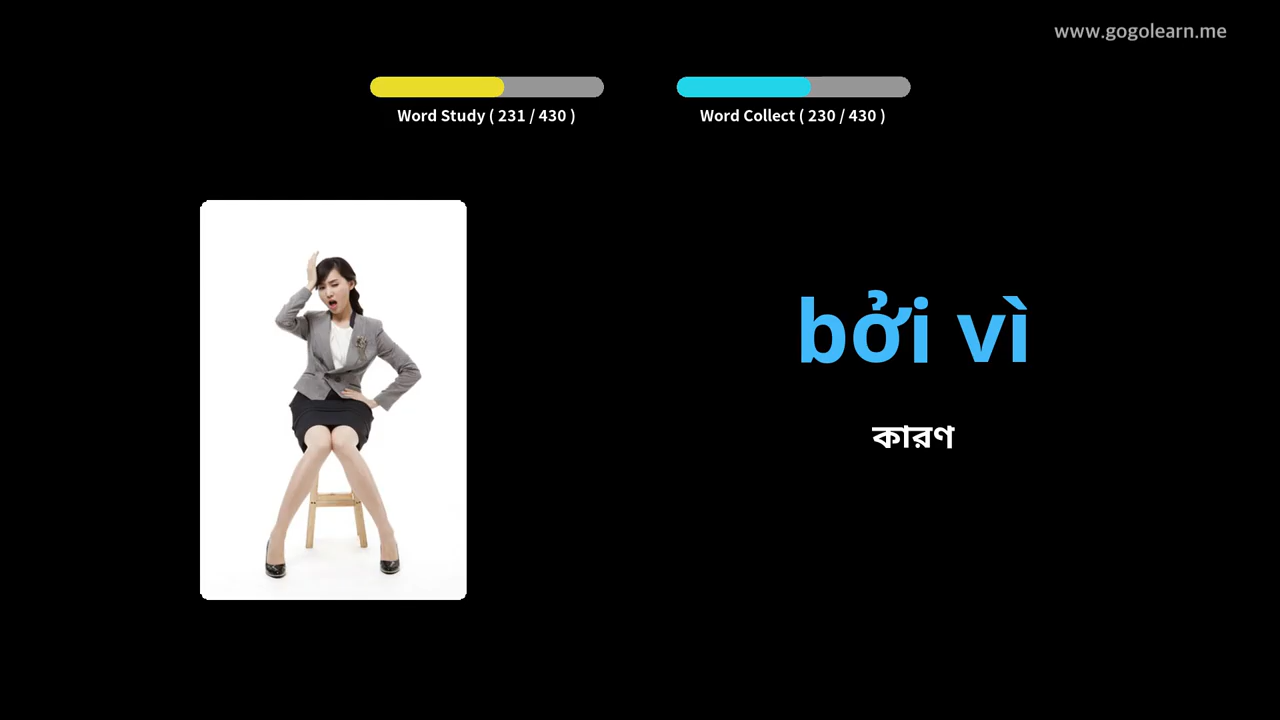 www.gogolearn.me
Word Study ( 231 / 430 )
Word Collect ( 230 / 430 )
bởi vì
কারণ